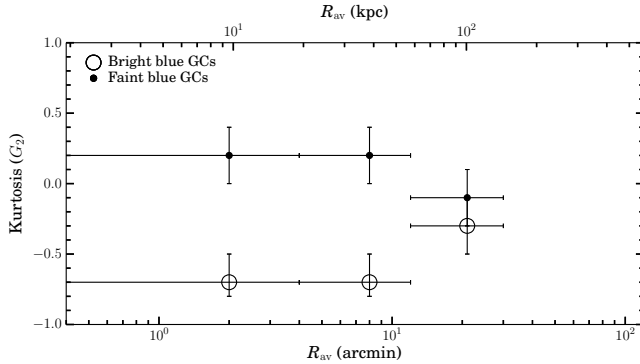 R_av (kpc)
10^1 10^2
1.0
Bright blue GCs
Faint blue GCs
0.5
Kurtosis (G_2)
0.0
−0.5
−1.0
10^0 10^1 10^2
R_av (arcmin)